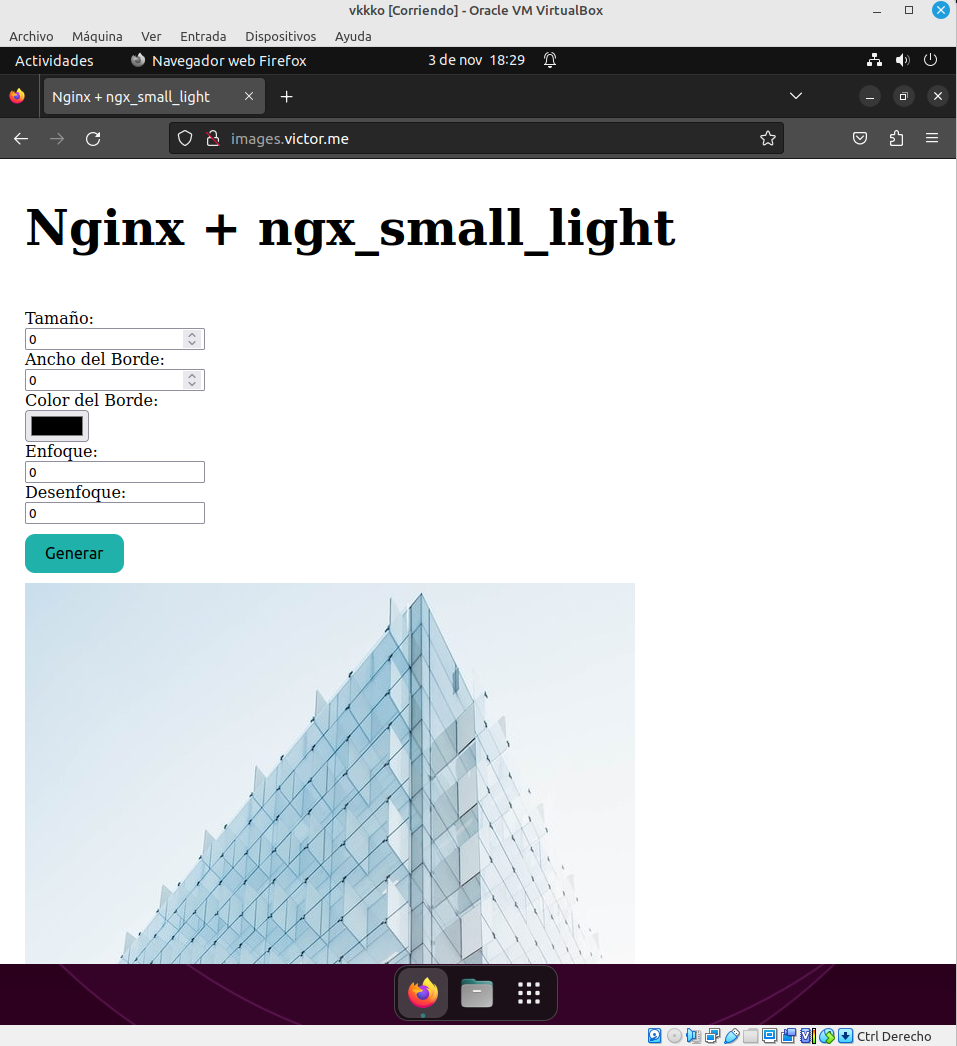 vkkko [Corriendo] - Oracle VM VirtualBox
Archivo Máquina Ver Entrada Dispositivos Ayuda
Actividades Navegador web Firefox 3 de nov 18:29
Nginx + ngx_small_light
images.victor.me
Nginx + ngx_small_light
Tamaño:
0
Ancho del Borde:
0
Color del Borde:
Enfoque:
0
Desenfoque:
0
Generar
Ctrl Derecho